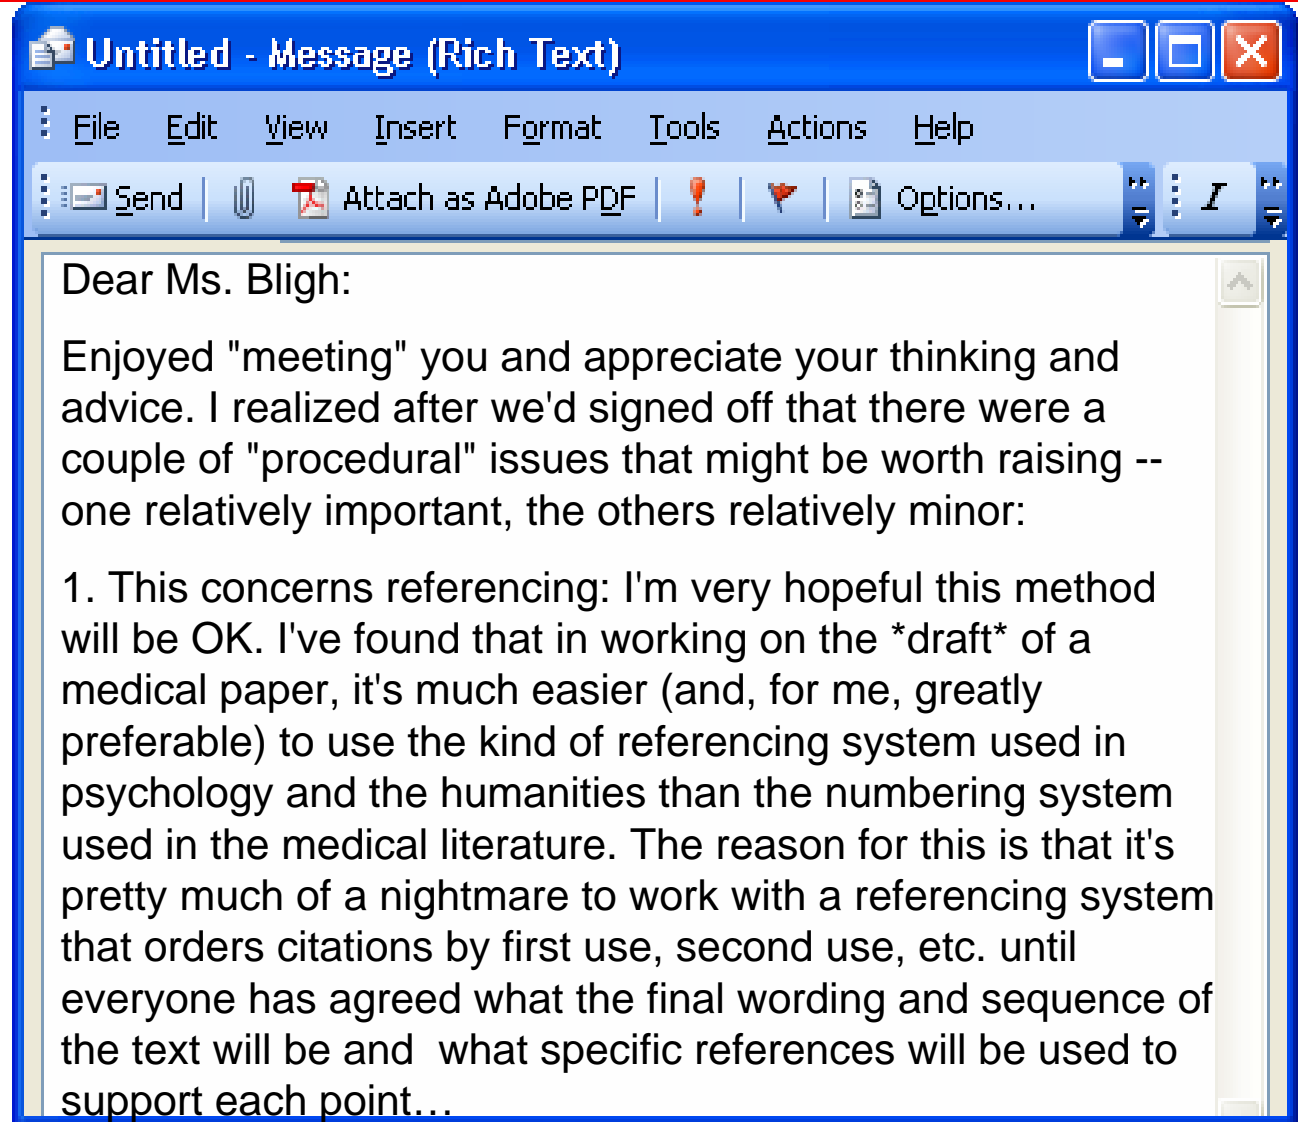 Untitled - Message (Rich Text)
File Edit View Insert Format Tools Actions Help
Send Attach as Adobe PDF Options... I
Dear Ms. Bligh:
Enjoyed "meeting" you and appreciate your thinking and
advice. I realized after we'd signed off that there were a
couple of "procedural" issues that might be worth raising --
one relatively important, the others relatively minor:
1. This concerns referencing: I'm very hopeful this method
will be OK. I've found that in working on the *draft* of a
medical paper, it's much easier (and, for me, greatly
preferable) to use the kind of referencing system used in
psychology and the humanities than the numbering system
used in the medical literature. The reason for this is that it's
pretty much of a nightmare to work with a referencing system
that orders citations by first use, second use, etc. until
everyone has agreed what the final wording and sequence of
the text will be and  what specific references will be used to
support each point…